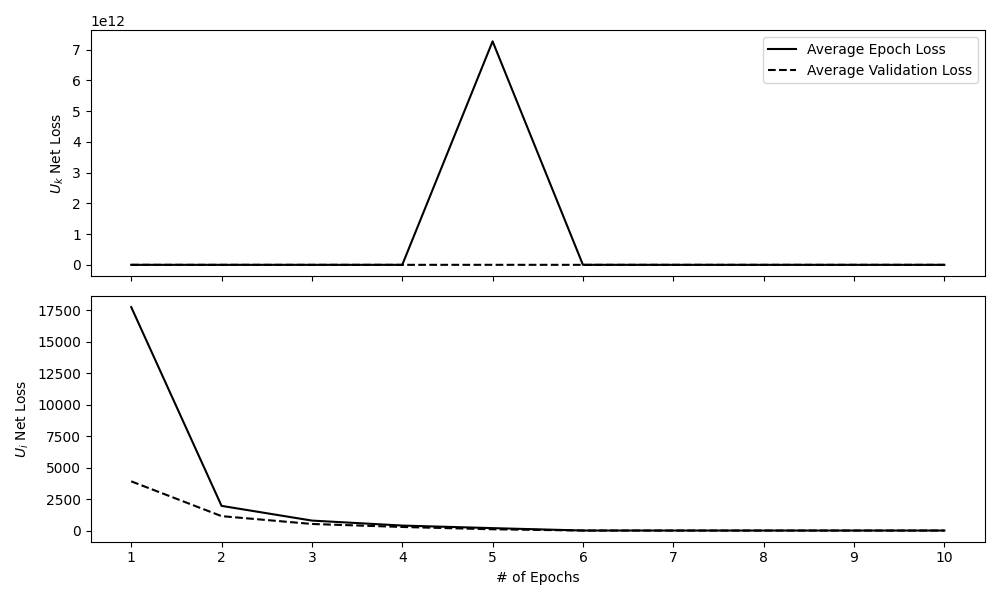 1e12
7
6
5
4
3
2
1
0
U_k Net Loss
Average Epoch Loss
Average Validation Loss
17500
15000
12500
10000
7500
5000
2500
0
U_i Net Loss
1 2 3 4 5 6 7 8 9 10
# of Epochs